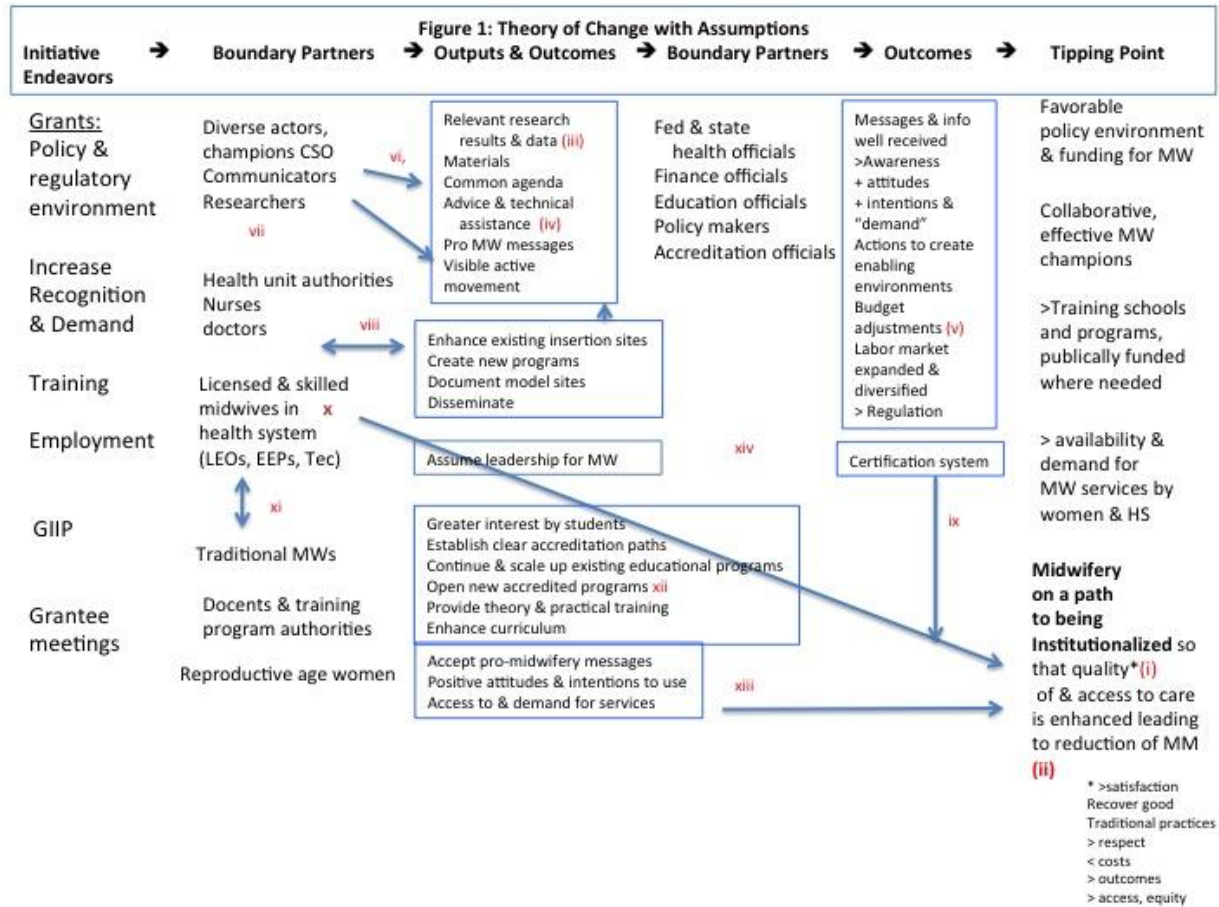 Figure 1: Theory of Change with Assumptions
Initiative Endeavors ➔ Boundary Partners ➔ Outputs & Outcomes ➔ Boundary Partners ➔ Outcomes ➔ Tipping Point
Grants:
Policy &
regulatory
environment
Increase
Recognition
& Demand
Training
Employment
GIIP
Grantee
meetings
Diverse actors,
champions CSO
Communicators
Researchers
vi,
vii
Health unit authorities
Nurses
doctors
viii
Licensed & skilled
midwives in x
health system
(LEOs, EEPs, Tec)
xi
Traditional MWs
Docents & training
program authorities
Reproductive age women
Relevant research
results & data (iii)
Materials
Common agenda
Advice & technical
assistance (iv)
Pro MW messages
Visible active
movement
Enhance existing insertion sites
Create new programs
Document model sites
Disseminate
Assume leadership for MW
Greater interest by students
Establish clear accreditation paths
Continue & scale up existing educational programs
Open new accredited programs xii
Provide theory & practical training
Enhance curriculum
Accept pro-midwifery messages
Positive attitudes & intentions to use
Access to & demand for services
xiii
Fed & state
health officials
Finance officials
Education officials
Policy makers
Accreditation officials
xiv
Messages & info
well received
>Awareness
+ attitudes
+ intentions &
“demand”
Actions to create
enabling
environments
Budget
adjustments (v)
Labor market
expanded &
diversified
> Regulation
Certification system
ix
Favorable
policy environment
& funding for MW
Collaborative,
effective MW
champions
>Training schools
and programs,
publically funded
where needed
> availability &
demand for
MW services by
women & HS
Midwifery
on a path
to being
Institutionalized so
that quality*(i)
of & access to care
is enhanced leading
to reduction of MM
(ii)
* >satisfaction
Recover good
Traditional practices
> respect
< costs
> outcomes
> access, equity